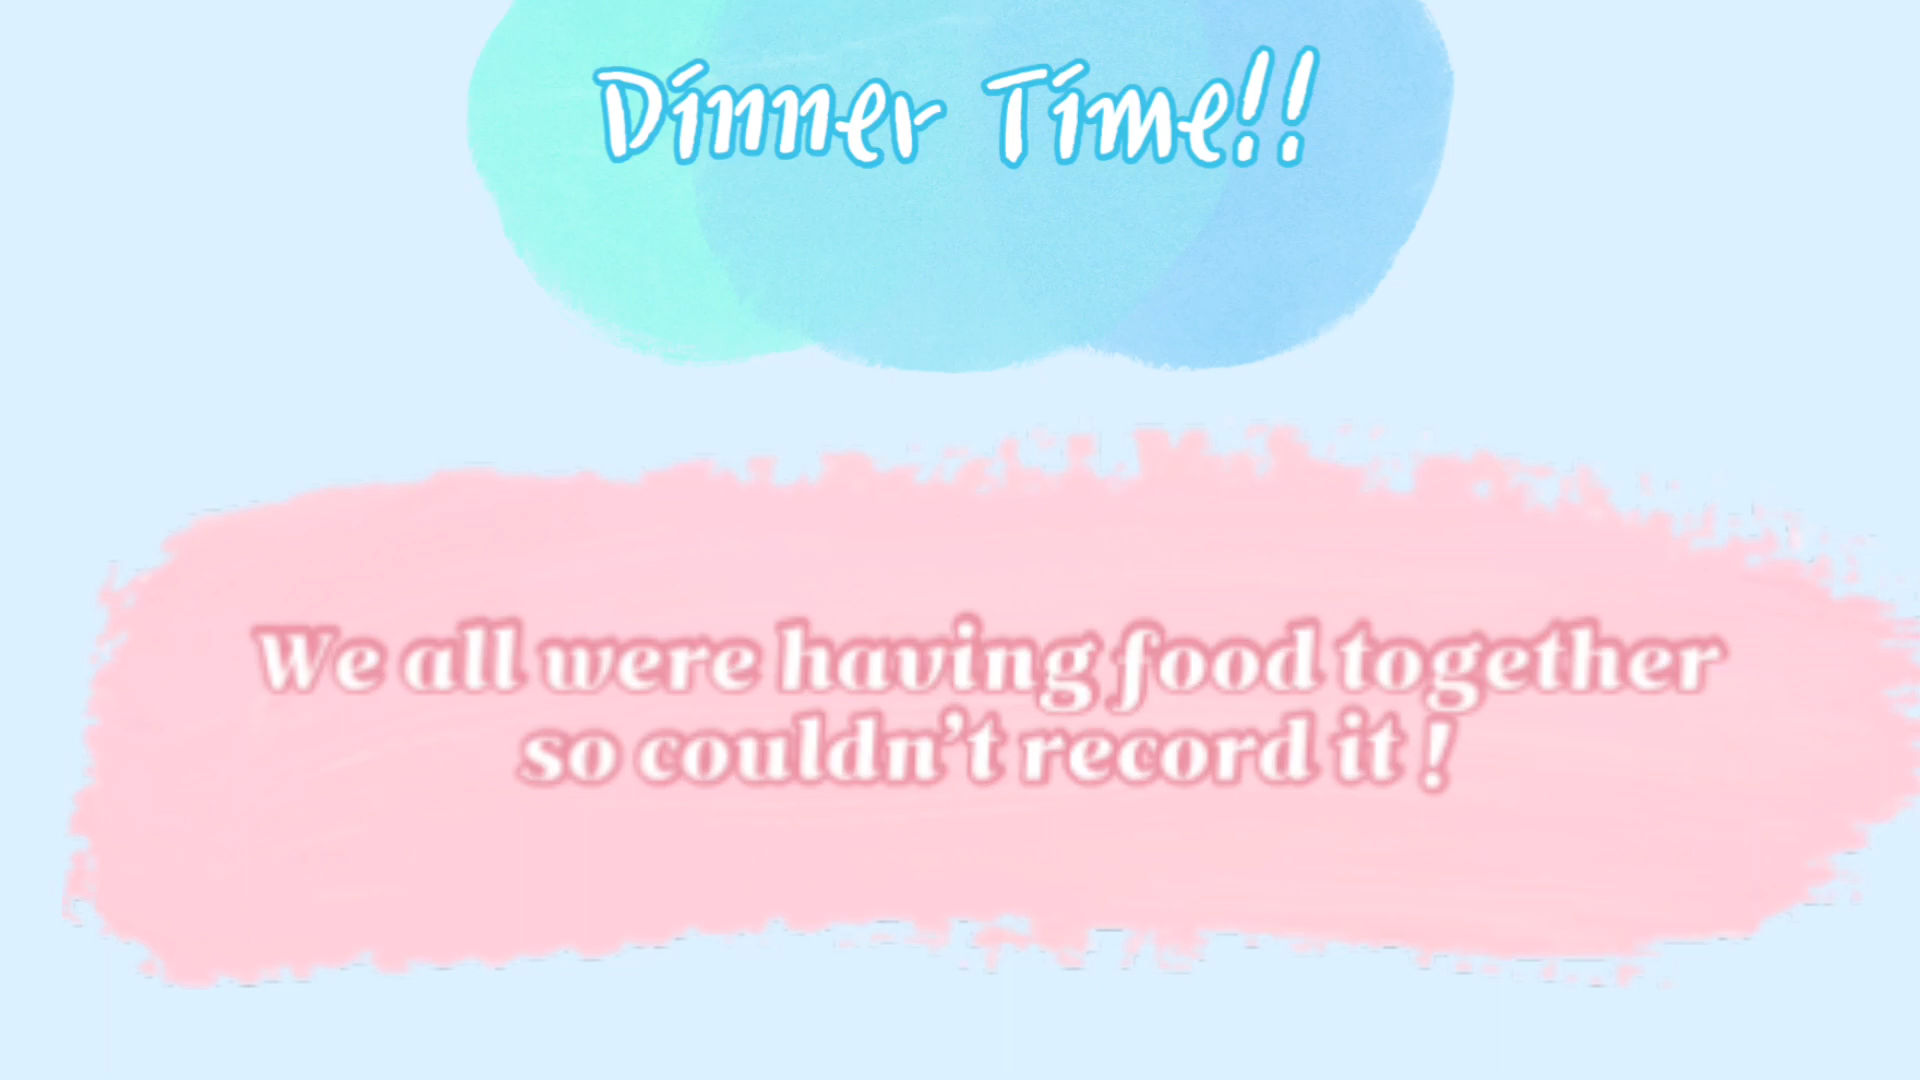 Dinner Time!!
We all were having food together
so couldn't record it !